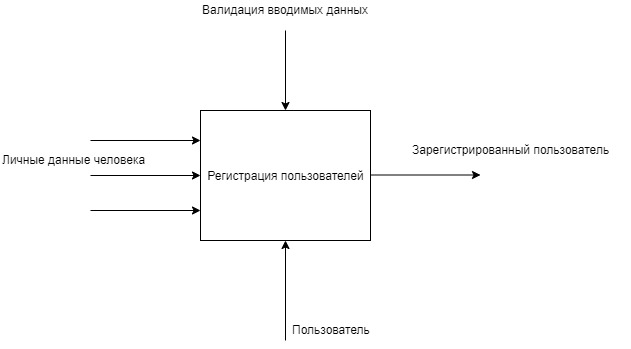 Валидация вводимых данных
Личные данные человека
Регистрация пользователей
Зарегистрированный пользователь
Пользователь